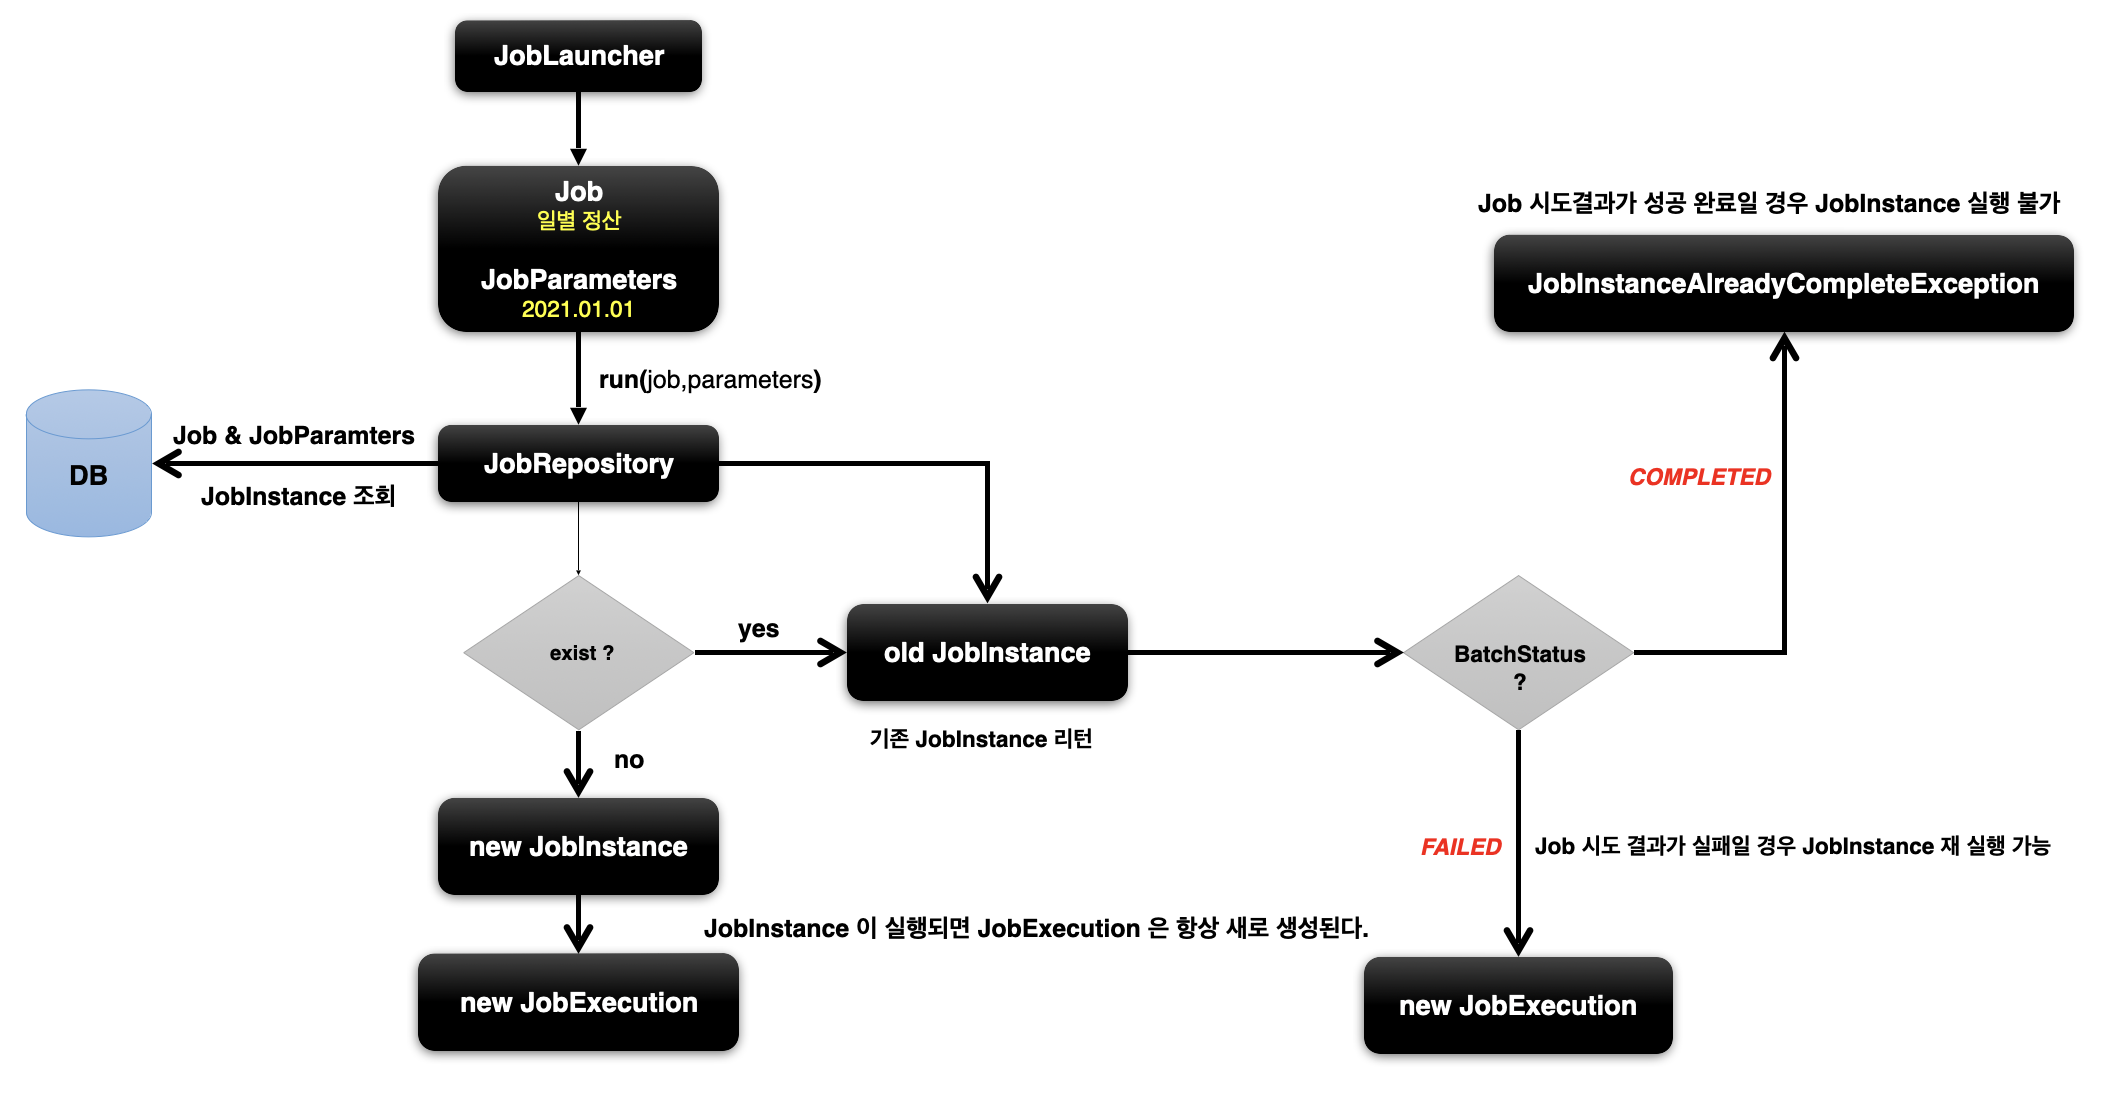 JobLauncher
Job
일별 정산
JobParameters
2021.01.01
run(job,parameters)
Job 시도결과가 성공 완료일 경우 JobInstance 실행 불가
JobInstanceAlreadyCompleteException
DB
Job & JobParamters
JobInstance 조회
JobRepository
COMPLETED
exist ?
yes
old JobInstance
기존 JobInstance 리턴
BatchStatus
?
no
new JobInstance
FAILED
Job 시도 결과가 실패일 경우 JobInstance 재 실행 가능
JobInstance 이 실행되면 JobExecution 은 항상 새로 생성된다.
new JobExecution
new JobExecution